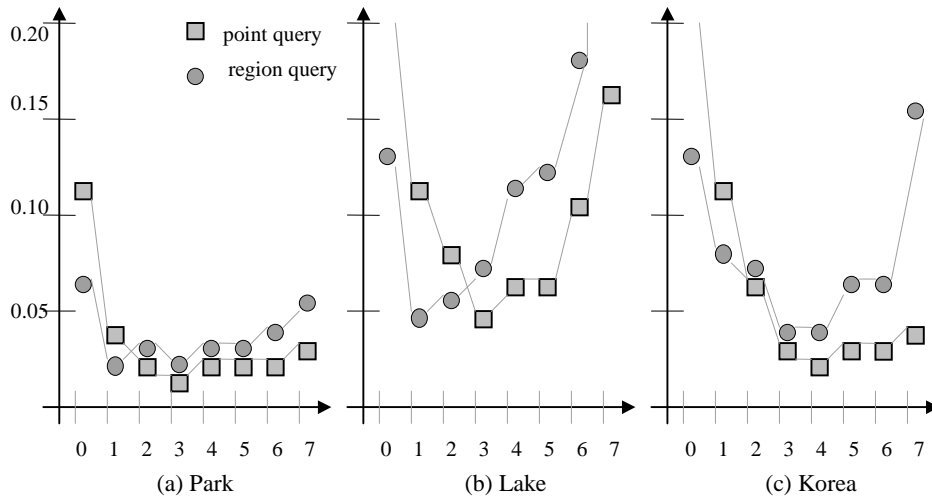 0.20
point query
region query
0.15
0.10
0.05
0 1 2 3 4 5 6 7
0 1 2 3 4 5 6 7
0 1 2 3 4 5 6 7
(a) Park
(b) Lake
(c) Korea